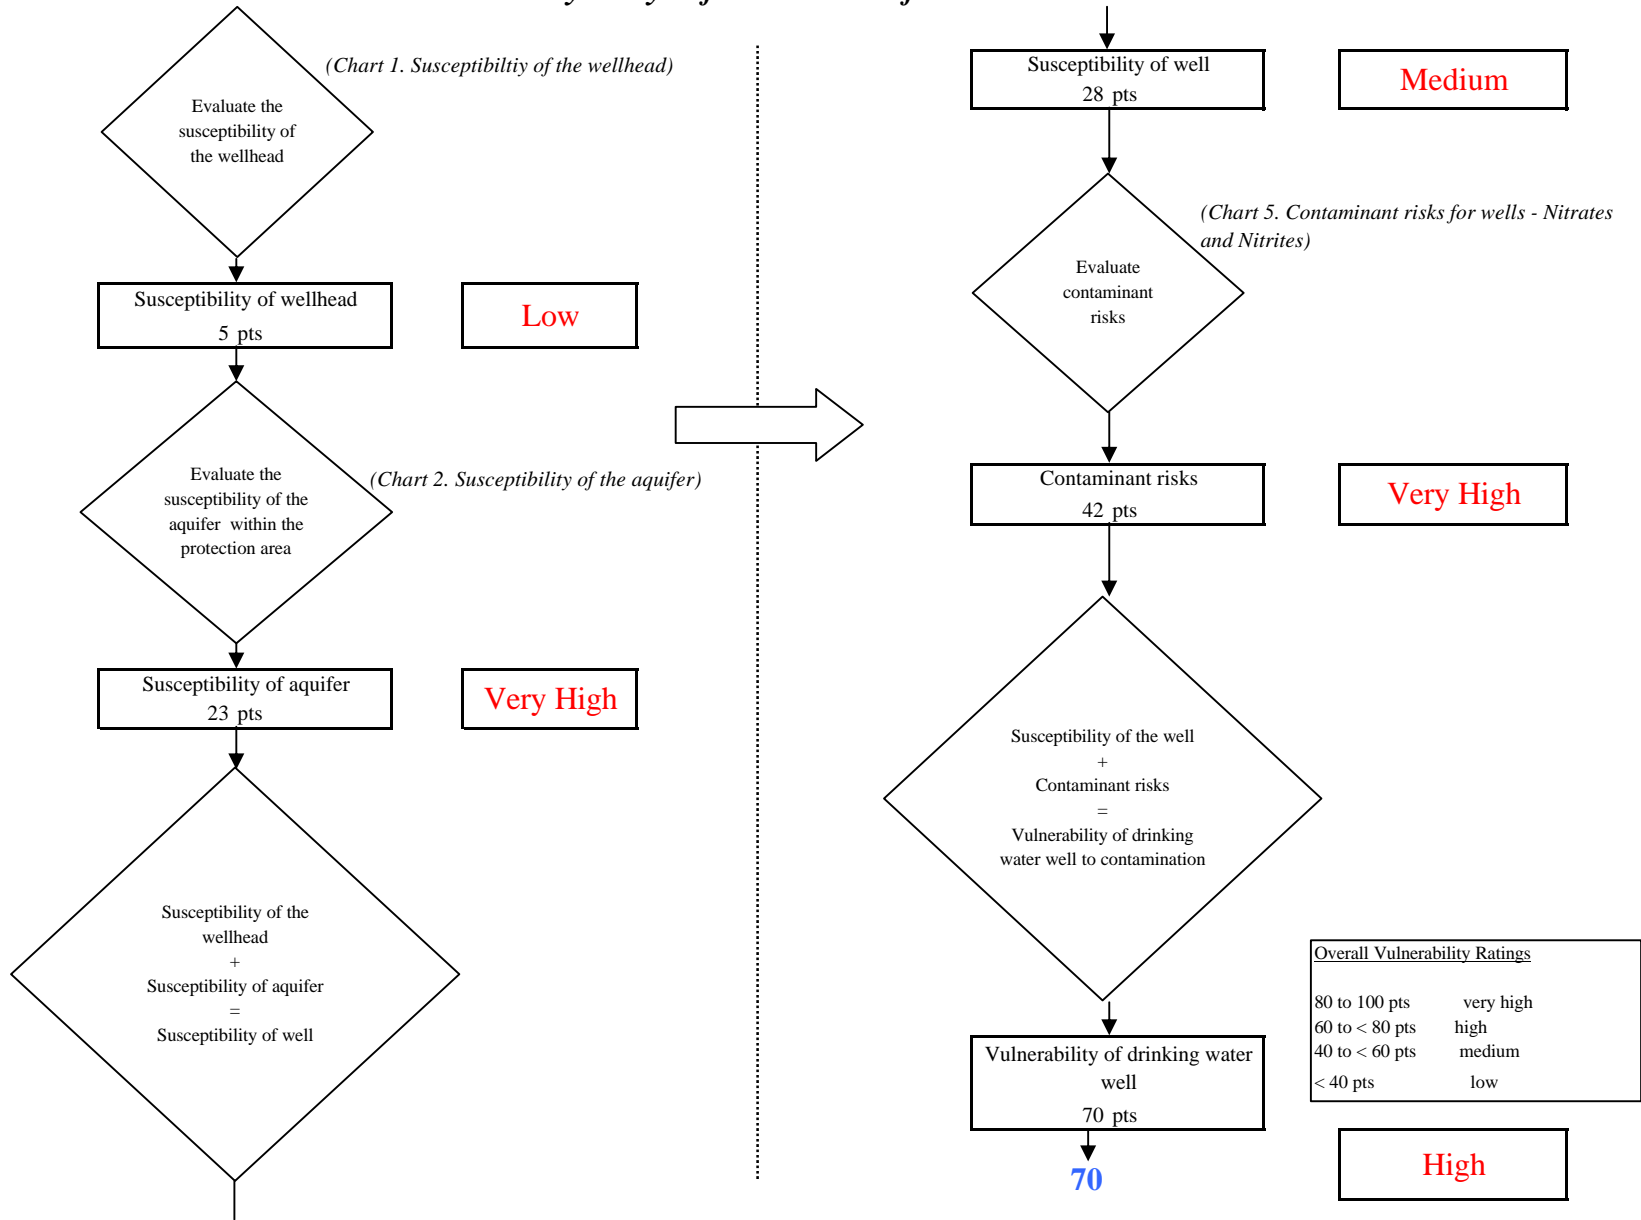 (Chart 1. Susceptibiltiy of the wellhead)
Evaluate the
susceptibility of
the wellhead
Susceptibility of wellhead
5 pts
Low
Evaluate the
susceptibility of the
aquifer within the
protection area
(Chart 2. Susceptibility of the aquifer)
Susceptibility of aquifer
23 pts
Very High
Susceptibility of the
wellhead
+
Susceptibility of aquifer
=
Susceptibility of well
Susceptibility of well
28 pts
Medium
(Chart 5. Contaminant risks for wells - Nitrates
and Nitrites)
Evaluate
contaminant
risks
Contaminant risks
42 pts
Very High
Susceptibility of the well
+
Contaminant risks
=
Vulnerability of drinking
water well to contamination
Overall Vulnerability Ratings
80 to 100 pts very high
60 to < 80 pts high
40 to < 60 pts medium
< 40 pts low
Vulnerability of drinking water
well
70 pts
70
High